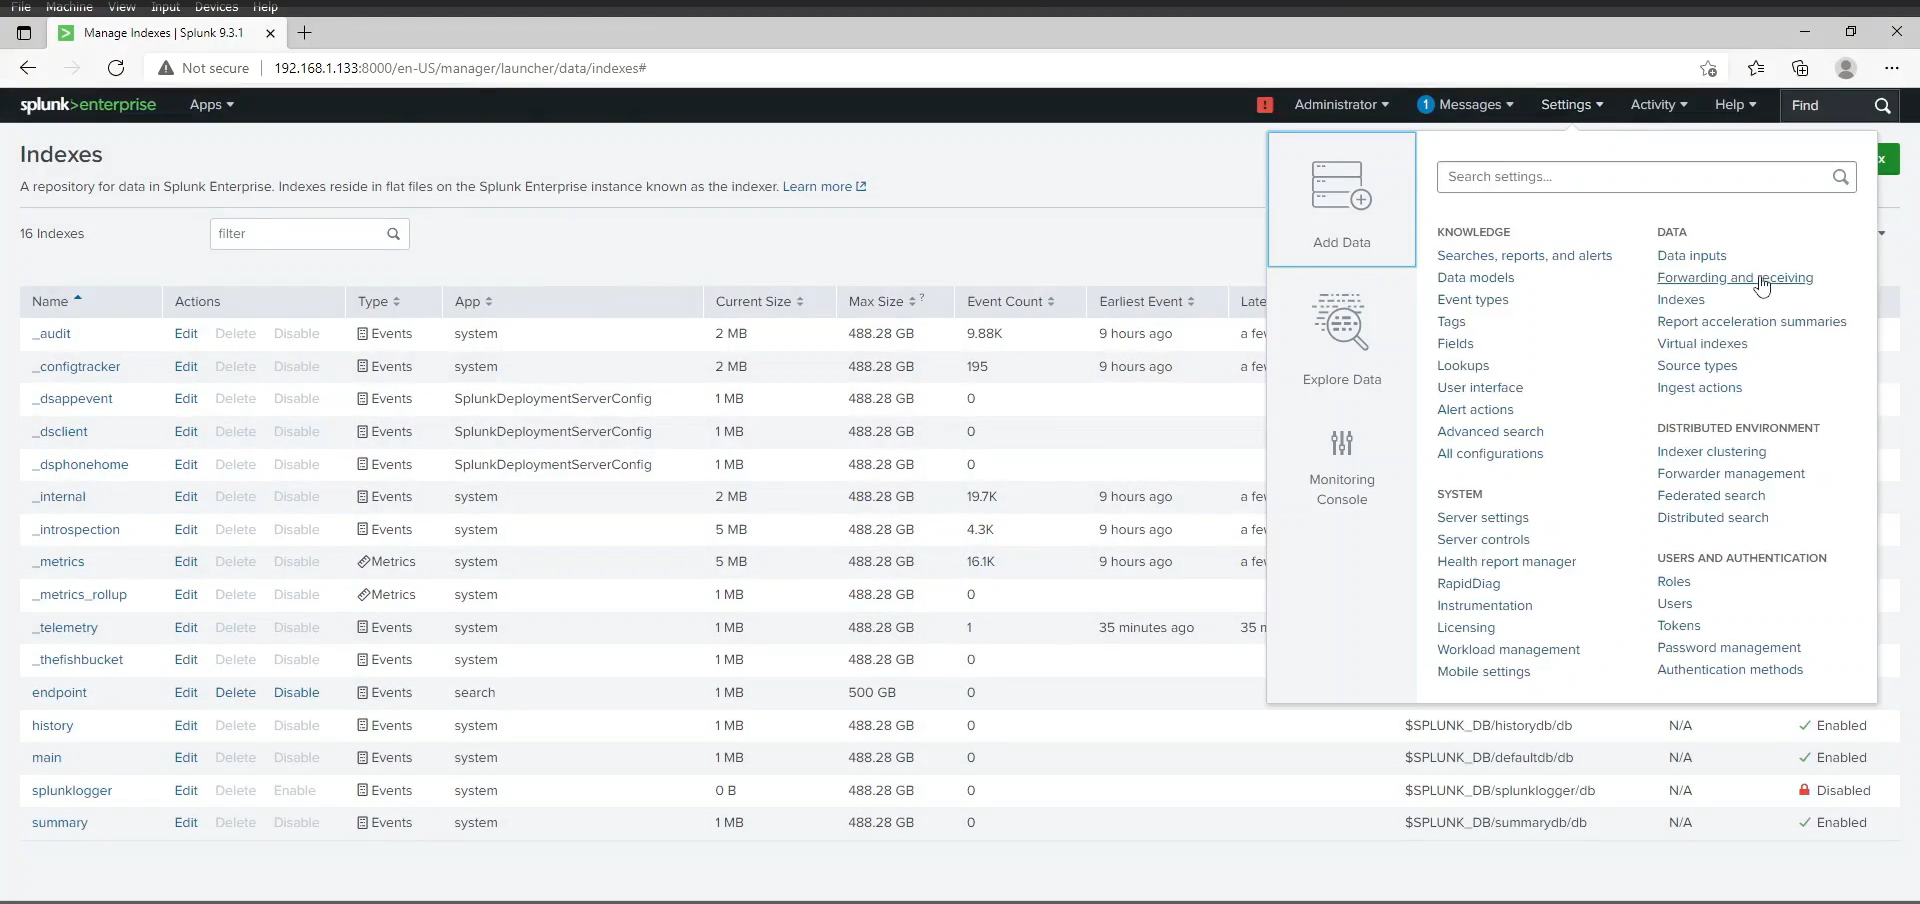 File Machine View Input Devices Help
Manage Indexes | Splunk 9.3.1
Not secure 192.168.1.133:8000/en-US/manager/launcher/data/indexes#
splunk>enterprise Apps Administrator 1 Messages Settings Activity Help Find
Indexes
A repository for data in Splunk Enterprise. Indexes reside in flat files on the Splunk Enterprise instance known as the indexer. Learn more
16 Indexes filter
Name Actions Type App Current Size Max Size ? Event Count Earliest Event Late
_audit Edit Delete Disable Events system 2 MB 488.28 GB 9.88K 9 hours ago a fe
_configtracker Edit Delete Disable Events system 2 MB 488.28 GB 195 9 hours ago a fe
_dsappevent Edit Delete Disable Events SplunkDeploymentServerConfig 1 MB 488.28 GB 0
_dsclient Edit Delete Disable Events SplunkDeploymentServerConfig 1 MB 488.28 GB 0
_dsphonehome Edit Delete Disable Events SplunkDeploymentServerConfig 1 MB 488.28 GB 0
_internal Edit Delete Disable Events system 2 MB 488.28 GB 19.7K 9 hours ago a fe
_introspection Edit Delete Disable Events system 5 MB 488.28 GB 4.3K 9 hours ago a fe
_metrics Edit Delete Disable Metrics system 5 MB 488.28 GB 16.1K 9 hours ago a fe
_metrics_rollup Edit Delete Disable Metrics system 1 MB 488.28 GB 0
_telemetry Edit Delete Disable Events system 1 MB 488.28 GB 1 35 minutes ago 35
_thefishbucket Edit Delete Disable Events system 1 MB 488.28 GB 0
endpoint Edit Delete Disable Events search 1 MB 500 GB 0
history Edit Delete Disable Events system 1 MB 488.28 GB 0 $SPLUNK_DB/historydb/db N/A Enabled
main Edit Delete Disable Events system 1 MB 488.28 GB 0 $SPLUNK_DB/defaultdb/db N/A Enabled
splunklogger Edit Delete Enable Events system 0 B 488.28 GB 0 $SPLUNK_DB/splunklogger/db N/A Disabled
summary Edit Delete Disable Events system 1 MB 488.28 GB 0 $SPLUNK_DB/summarydb/db N/A Enabled
Add Data
Explore Data
Monitoring
Console
Search settings...
KNOWLEDGE
Searches, reports, and alerts
Data models
Event types
Tags
Fields
Lookups
User interface
Alert actions
Advanced search
All configurations
SYSTEM
Server settings
Server controls
Health report manager
RapidDiag
Instrumentation
Licensing
Workload management
Mobile settings
DATA
Data inputs
Forwarding and receiving
Indexes
Report acceleration summaries
Virtual indexes
Source types
Ingest actions
DISTRIBUTED ENVIRONMENT
Indexer clustering
Forwarder management
Federated search
Distributed search
USERS AND AUTHENTICATION
Roles
Users
Tokens
Password management
Authentication methods
x